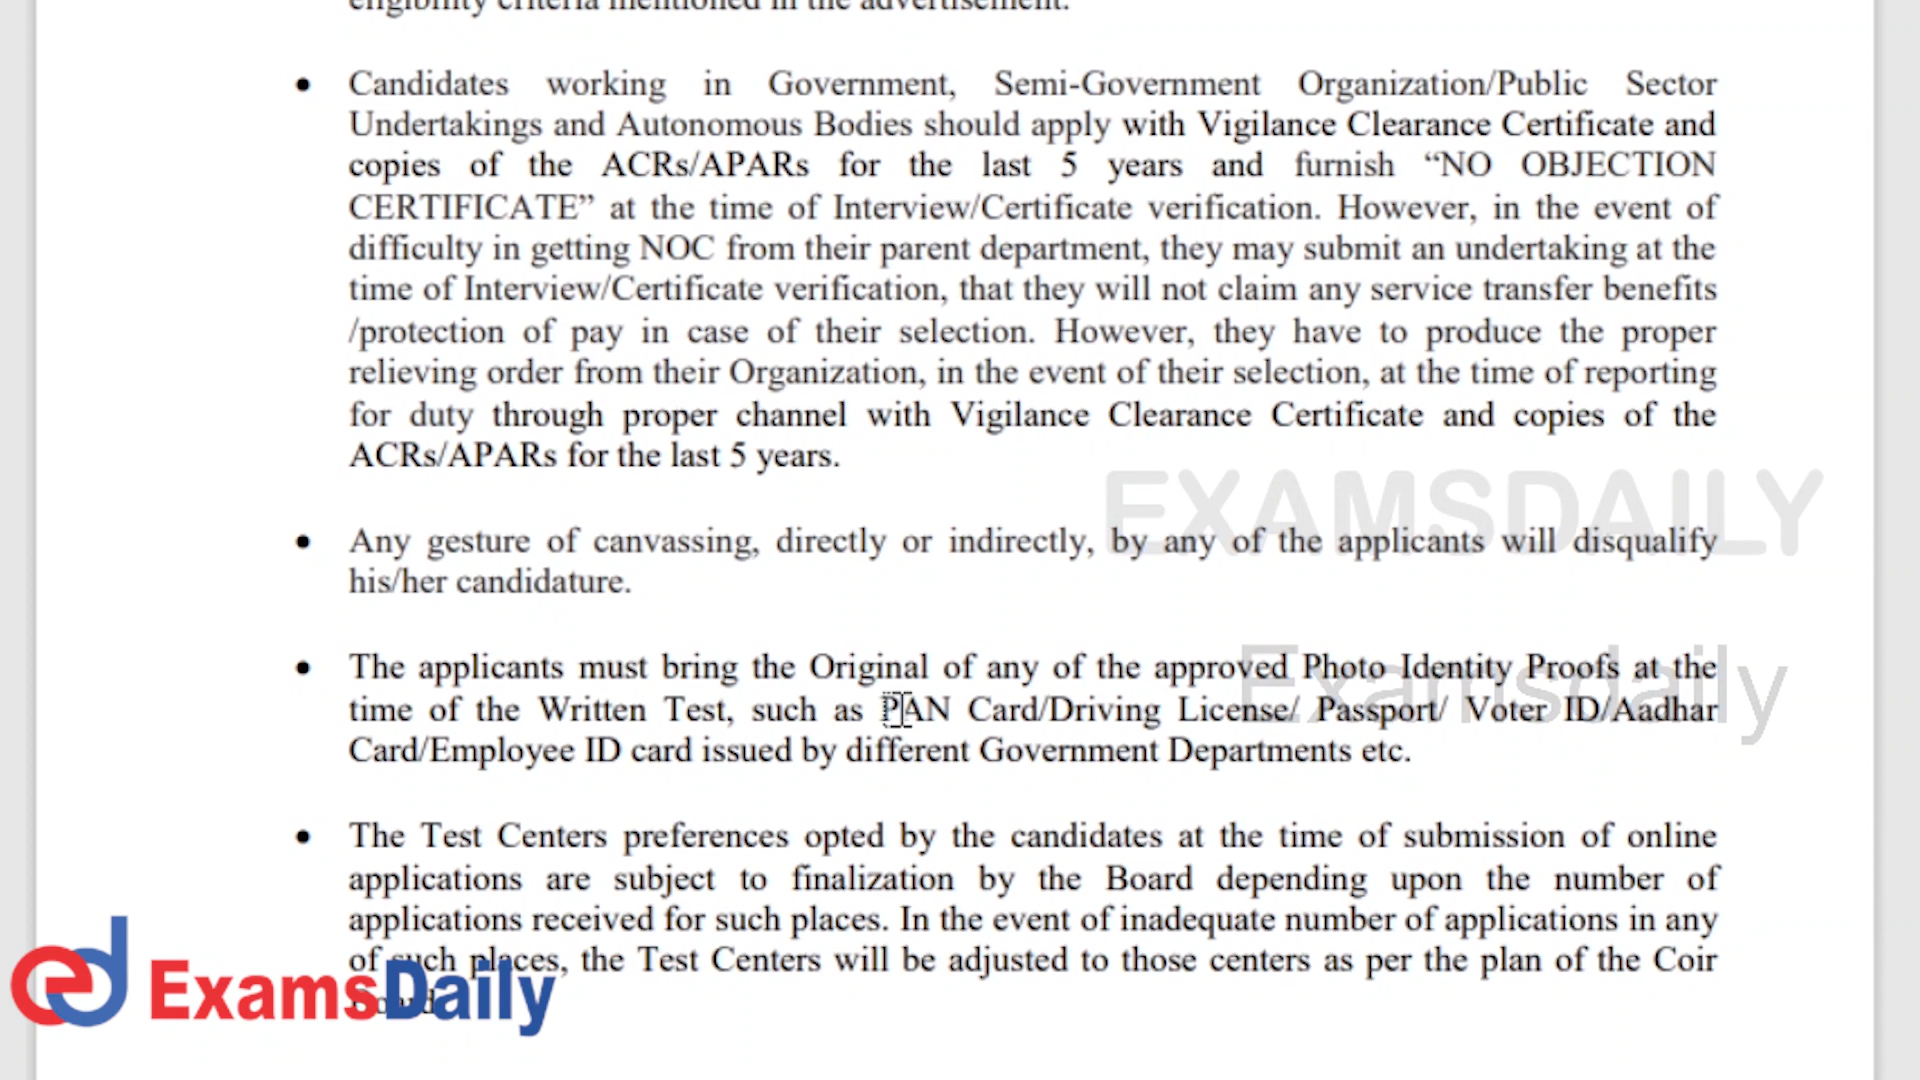 eligibility criteria mentioned in the advertisement.
• Candidates working in Government, Semi-Government Organization/Public Sector
Undertakings and Autonomous Bodies should apply with Vigilance Clearance Certificate and
copies of the ACRs/APARs for the last 5 years and furnish “NO OBJECTION
CERTIFICATE” at the time of Interview/Certificate verification. However, in the event of
difficulty in getting NOC from their parent department, they may submit an undertaking at the
time of Interview/Certificate verification, that they will not claim any service transfer benefits
/protection of pay in case of their selection. However, they have to produce the proper
relieving order from their Organization, in the event of their selection, at the time of reporting
for duty through proper channel with Vigilance Clearance Certificate and copies of the
ACRs/APARs for the last 5 years.
EXAMSDAILY
• Any gesture of canvassing, directly or indirectly, by any of the applicants will disqualify
his/her candidature.
Examsdaily
• The applicants must bring the Original of any of the approved Photo Identity Proofs at the
time of the Written Test, such as PAN Card/Driving License/ Passport/ Voter ID/Aadhar
Card/Employee ID card issued by different Government Departments etc.
• The Test Centers preferences opted by the candidates at the time of submission of online
applications are subject to finalization by the Board depending upon the number of
applications received for such places. In the event of inadequate number of applications in any
of such places, the Test Centers will be adjusted to those centers as per the plan of the Coir
ed ExamsDaily